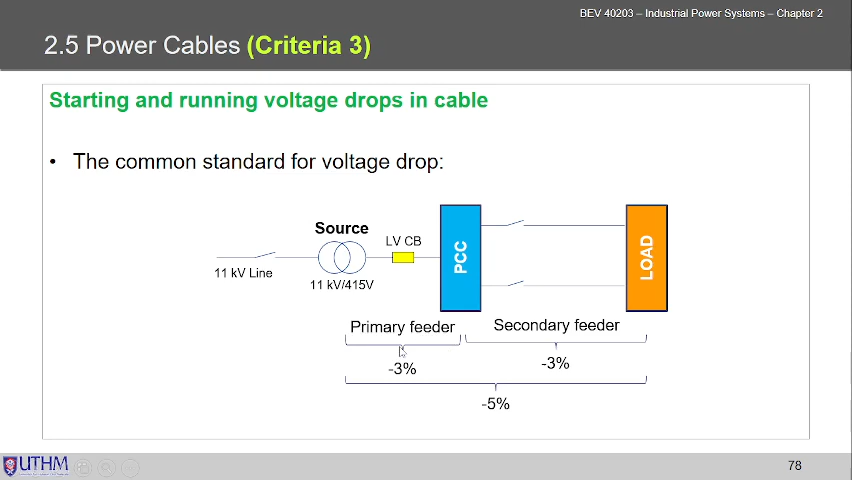 BEV 40203 – Industrial Power Systems – Chapter 2
2.5 Power Cables (Criteria 3)
Starting and running voltage drops in cable
• The common standard for voltage drop:
Source
LV CB
PCC
LOAD
11 kV Line
11 kV/415V
Primary feeder
Secondary feeder
-3%
-3%
-5%
UTHM
78